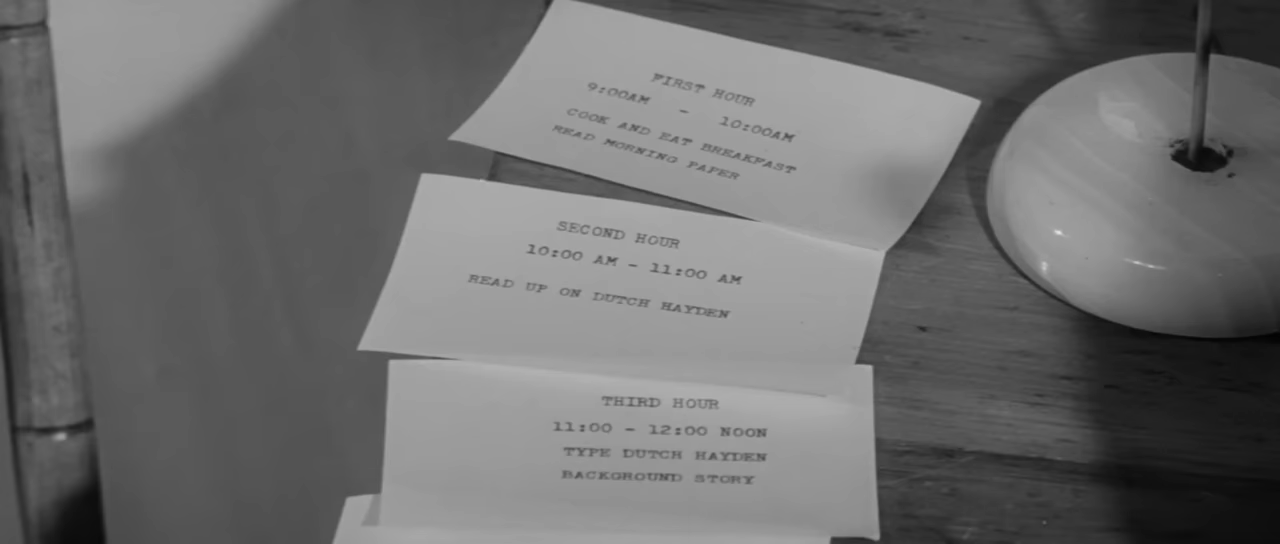 FIRST HOUR
9:00AM - 10:00AM
COOK AND EAT BREAKFAST
READ MORNING PAPER
SECOND HOUR
10:00 AM - 11:00 AM
READ UP ON DUTCH HAYDEN
THIRD HOUR
11:00 - 12:00 NOON
TYPE DUTCH HAYDEN
BACKGROUND STORY